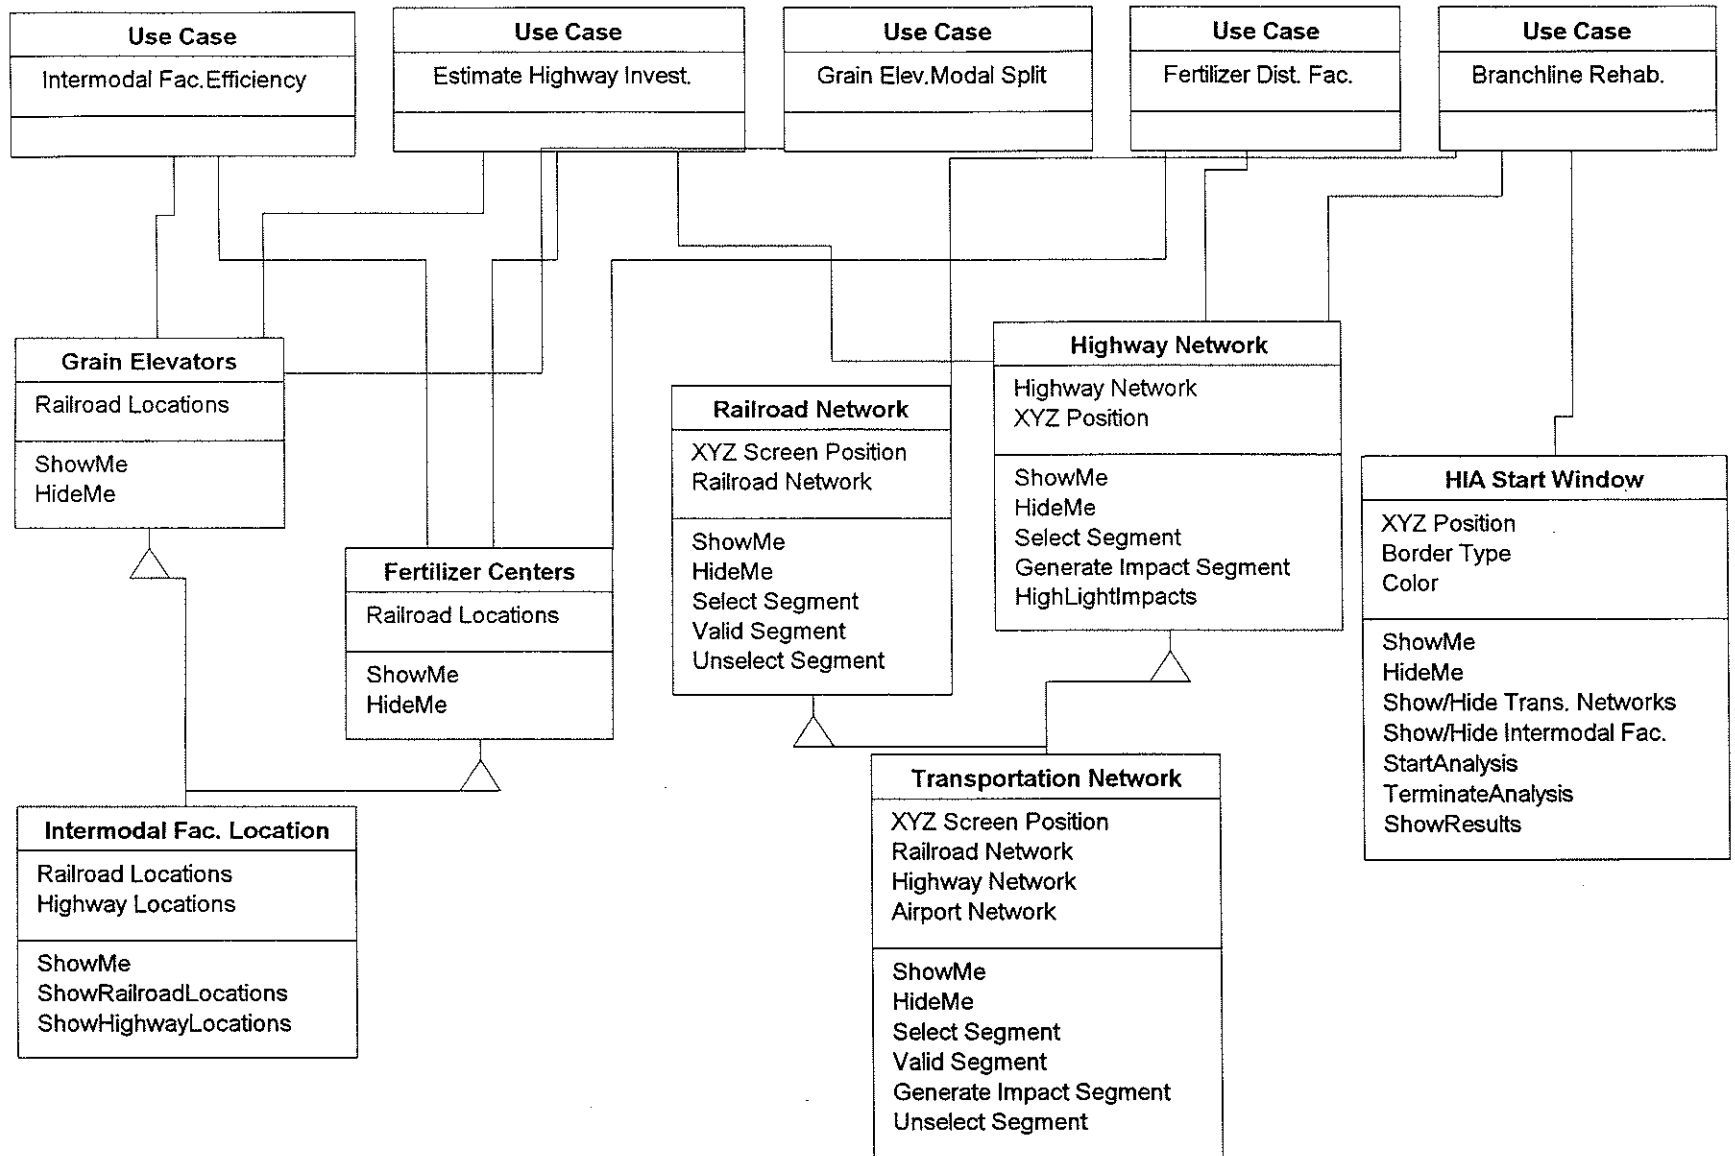 Use Case
Intermodal Fac.Efficiency
Use Case
Estimate Highway Invest.
Use Case
Grain Elev.Modal Split
Use Case
Fertilizer Dist. Fac.
Use Case
Branchline Rehab.
Grain Elevators
Railroad Locations
ShowMe
HideMe
Fertilizer Centers
Railroad Locations
ShowMe
HideMe
Railroad Network
XYZ Screen Position
Railroad Network
ShowMe
HideMe
Select Segment
Valid Segment
Unselect Segment
Highway Network
Highway Network
XYZ Position
ShowMe
HideMe
Select Segment
Generate Impact Segment
HighLightImpacts
HIA Start Window
XYZ Position
Border Type
Color
ShowMe
HideMe
Show/Hide Trans. Networks
Show/Hide Intermodal Fac.
StartAnalysis
TerminateAnalysis
ShowResults
Intermodal Fac. Location
Railroad Locations
Highway Locations
ShowMe
ShowRailroadLocations
ShowHighwayLocations
Transportation Network
XYZ Screen Position
Railroad Network
Highway Network
Airport Network
ShowMe
HideMe
Select Segment
Valid Segment
Generate Impact Segment
Unselect Segment